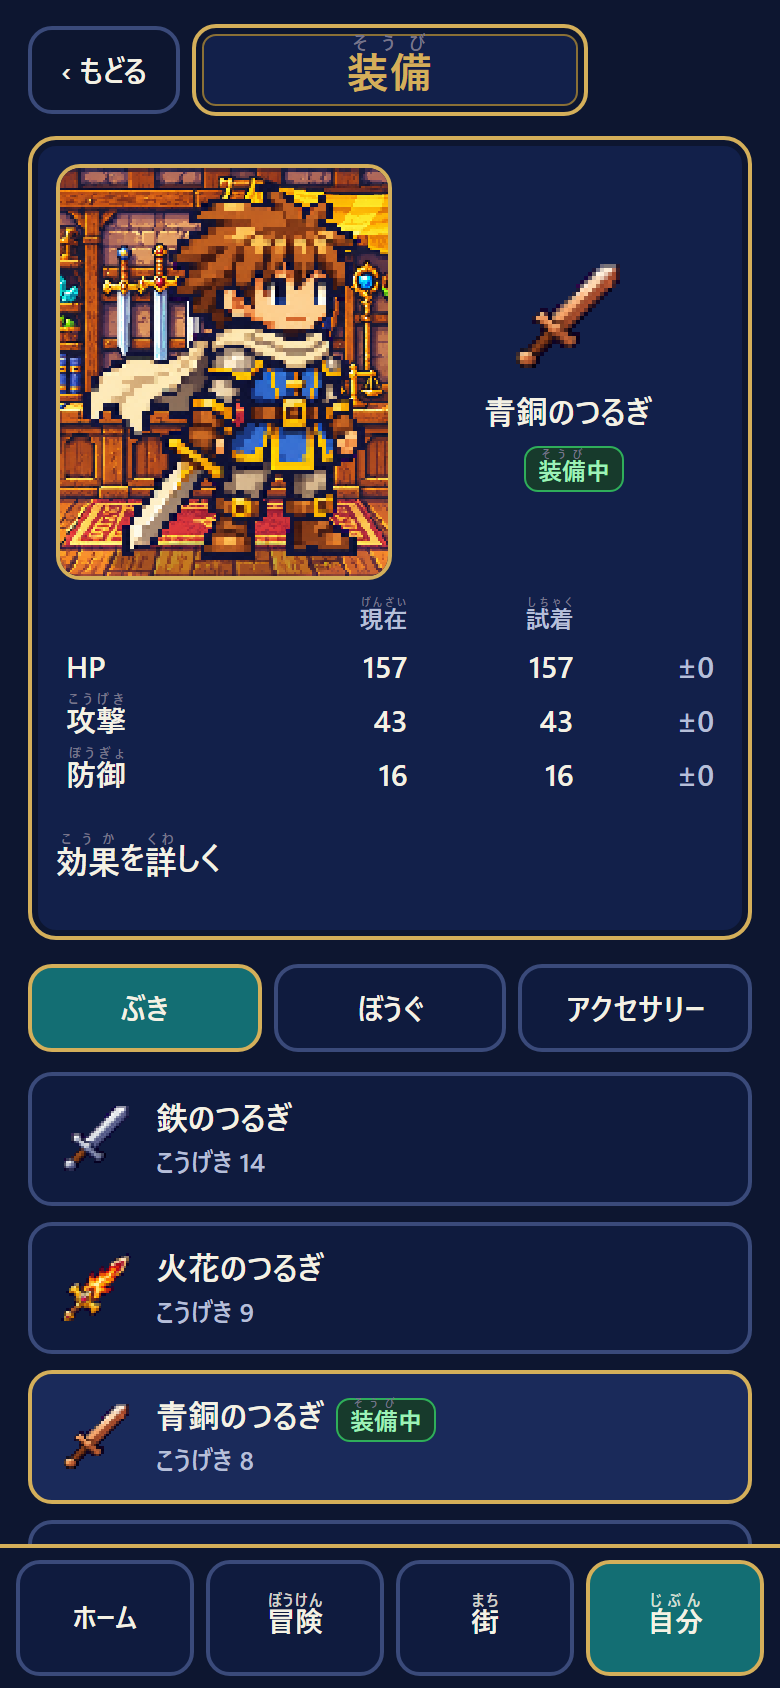 ‹ もどる
そうび
装備
青銅のつるぎ
そうび
装備中
げんざい しちゃく
現在 試着
HP 157 157 ±0
こうげき
攻撃 43 43 ±0
ぼうぎょ
防御 16 16 ±0
こうか くわ
効果を詳しく
ぶき ぼうぐ アクセサリー
鉄のつるぎ
こうげき 14
火花のつるぎ
こうげき 9
そうび
青銅のつるぎ 装備中
こうげき 8
ぼうけん まち じぶん
ホーム 冒険 街 自分